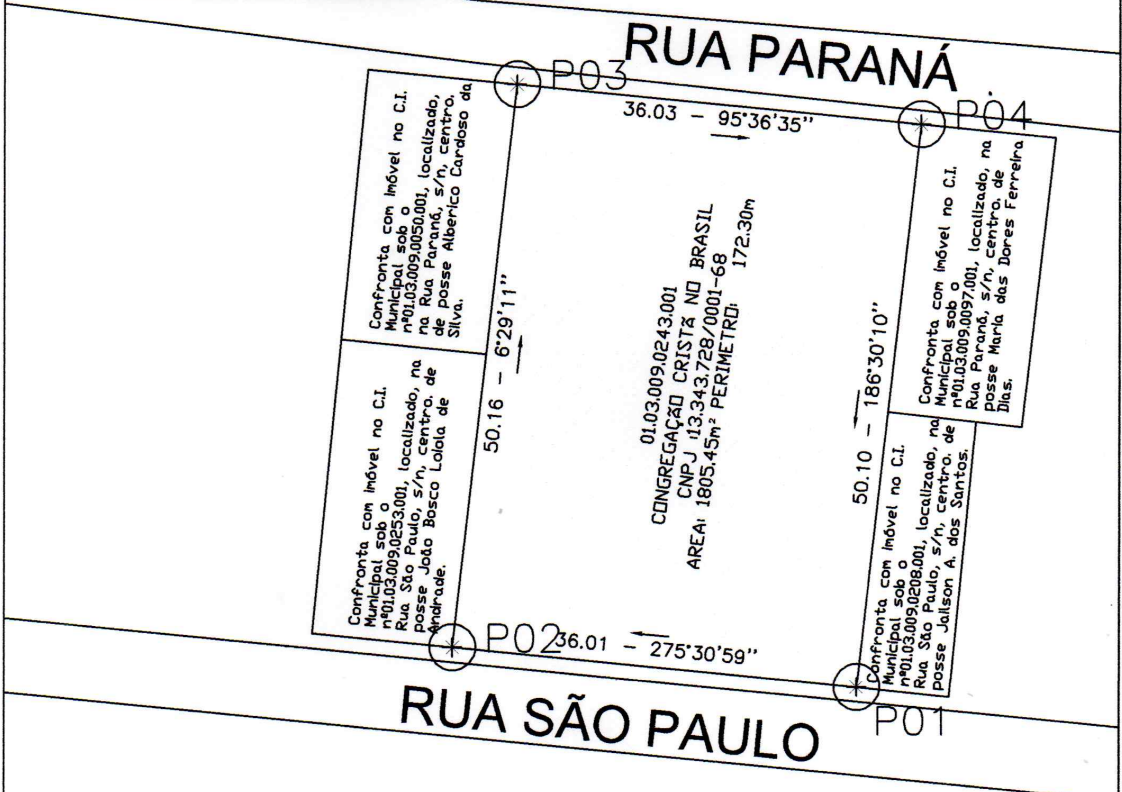 RUA PARANÁ
P03
P04
36.03 - 95°36'35''
Confronta com imóvel no C.I.
Municipal sob o
nº01.03.009.0050.001, localizado,
na Rua Paraná, s/n, centro.
de posse Alberico Cardoso da
Silva.
Confronta com imóvel no C.I.
Municipal sob o
nº01.03.009.0253.001, localizado, na
Rua São Paulo, s/n, centro. de
posse João Bosco Loiola de
Andrade.
50.16 - 6°29'11''
01.03.009.0243.001
CONGREGAÇÃO CRISTÃ NO BRASIL
CNPJ :13.343.728/0001-68
AREA: 1805.45m² PERIMETRO: 172.30m
50.10 - 186°30'10''
Confronta com imóvel no C.I.
Municipal sob o
nº01.03.009.0097.001, localizado, na
Rua Paraná, s/n, centro. de
posse Maria das Dores Ferreira
Dias.
Confronta com imóvel no C.I.
Municipal sob o
nº01.03.009.0208.001, localizado, na
Rua São Paulo, s/n, centro. de
posse Jailson A. dos Santos.
P02
36.01 - 275°30'59''
P01
RUA SÃO PAULO